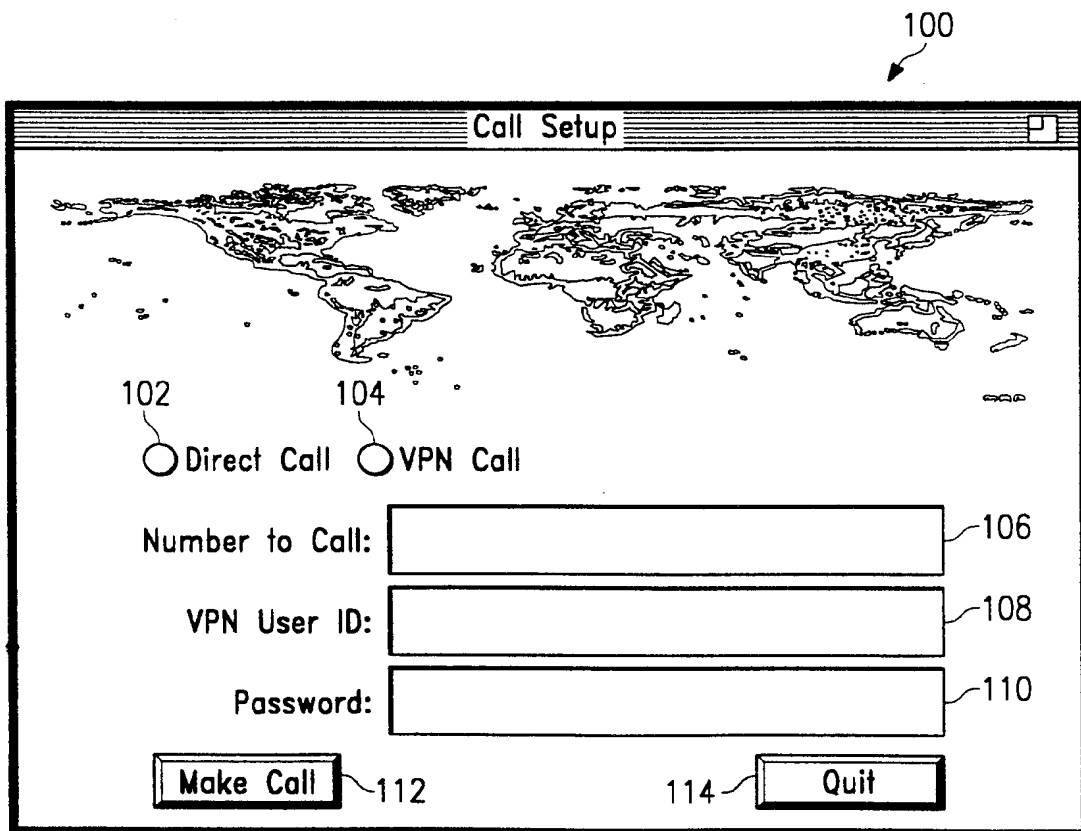 100
Call Setup
102 104
Direct Call VPN Call
Number to Call: 106
VPN User ID: 108
Password: 110
Make Call 112 114 Quit